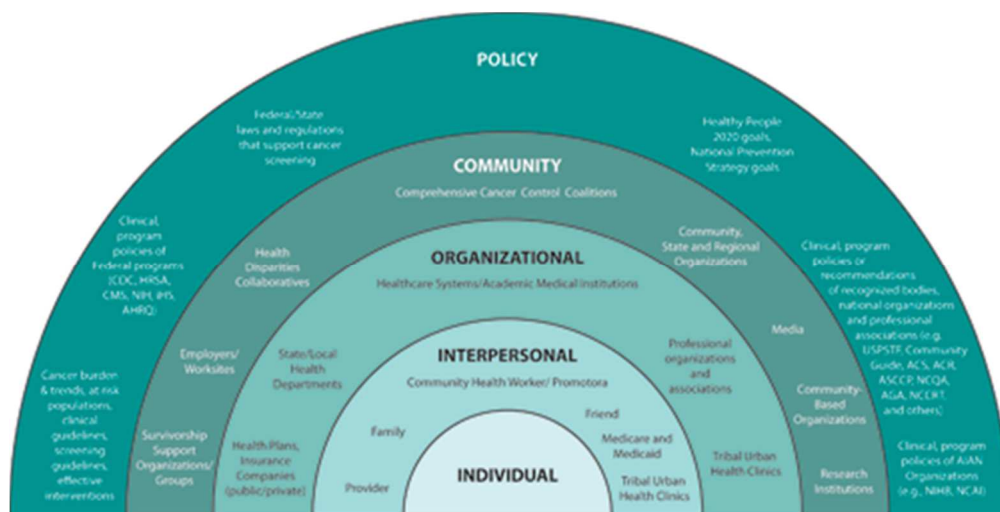 POLICY
Federal/State
laws and regulations
that support cancer
screening
Healthy People
2020 goals,
National Prevention
Strategy goals
Clinical,
program
policies of
Federal programs
(CDC, HRSA,
CMS, NIH, IHS,
AHRQ)
Clinical, program
policies or
recommendations
of recognized bodies,
national organizations
and professional
associations (e.g.
USPSTF, Community
Guide, ACS, ACR,
ASCCP, NCQA,
AGA, NCCRT,
and others)
Cancer burden
& trends, at risk
populations,
clinical
guidelines,
screening
guidelines,
effective
interventions
Clinical, program
policies of AIAN
Organizations
(e.g., NIHB, NCAI)
COMMUNITY
Comprehensive Cancer Control Coalitions
Health
Disparities
Collaboratives
Community,
State and Regional
Organizations
Employers/
Worksites
Media
Survivorship
Support
Organizations/
Groups
Community-
Based
Organizations
Research
Institutions
ORGANIZATIONAL
Healthcare Systems/Academic Medical Institutions
State/Local
Health
Departments
Professional
organizations
and
associations
Health Plans,
Insurance
Companies
(public/private)
Tribal Urban
Health Clinics
INTERPERSONAL
Community Health Worker/ Promotora
Family
Friend
Provider
Medicare and
Medicaid
Tribal Urban
Health Clinics
INDIVIDUAL